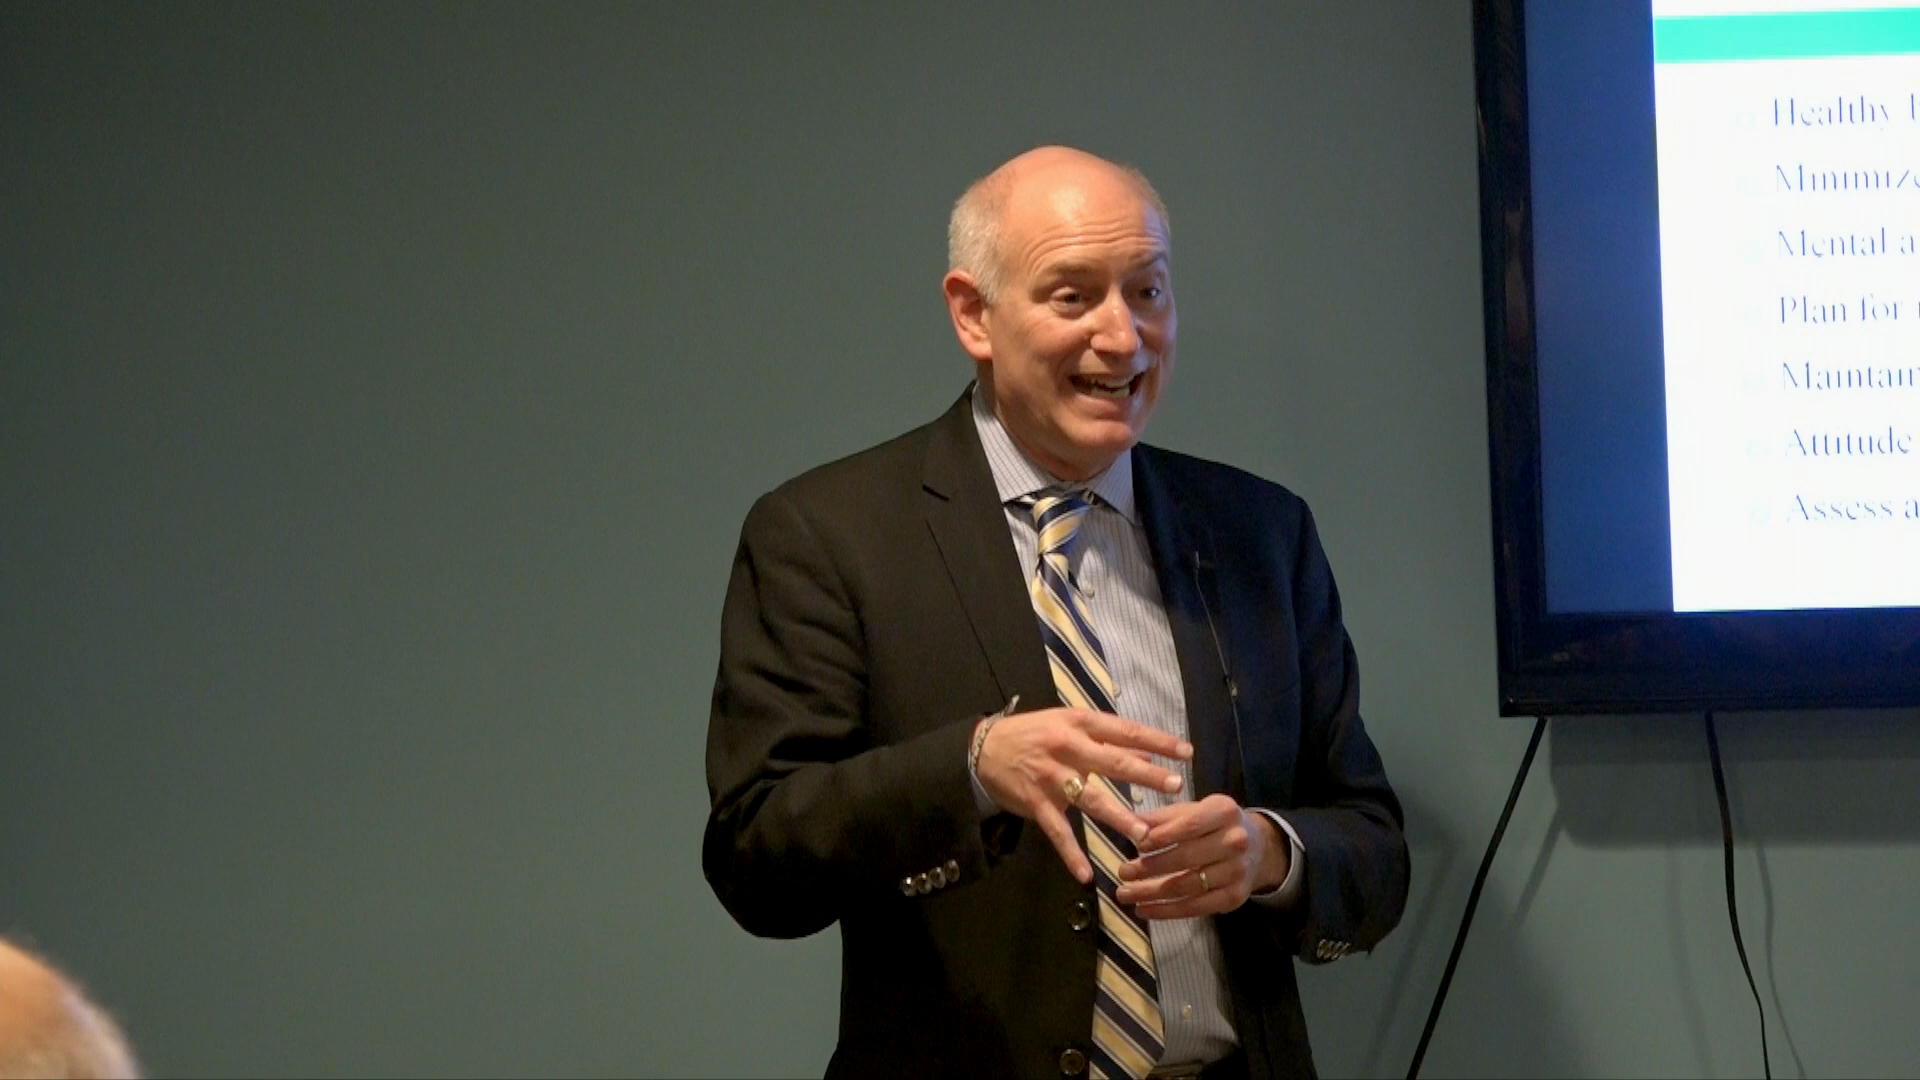 Healthy
Minimize
Mental a
Plan for
Maintain
Attitude
Assess a